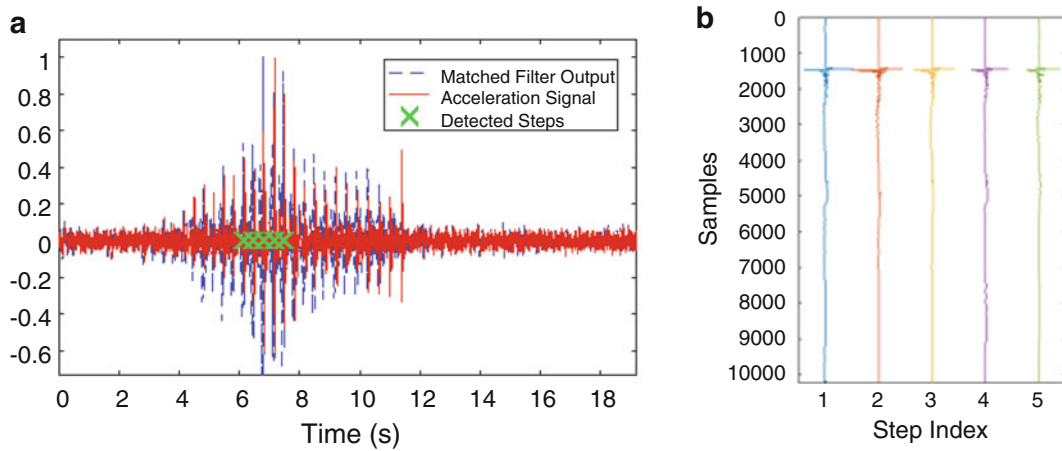 a
1
0.8
0.6
0.4
0.2
0
-0.2
-0.4
-0.6
0 2 4 6 8 10 12 14 16 18
Time (s)
Matched Filter Output
Acceleration Signal
Detected Steps
b
0
1000
2000
3000
4000
5000
6000
7000
8000
9000
10000
Samples
1 2 3 4 5
Step Index